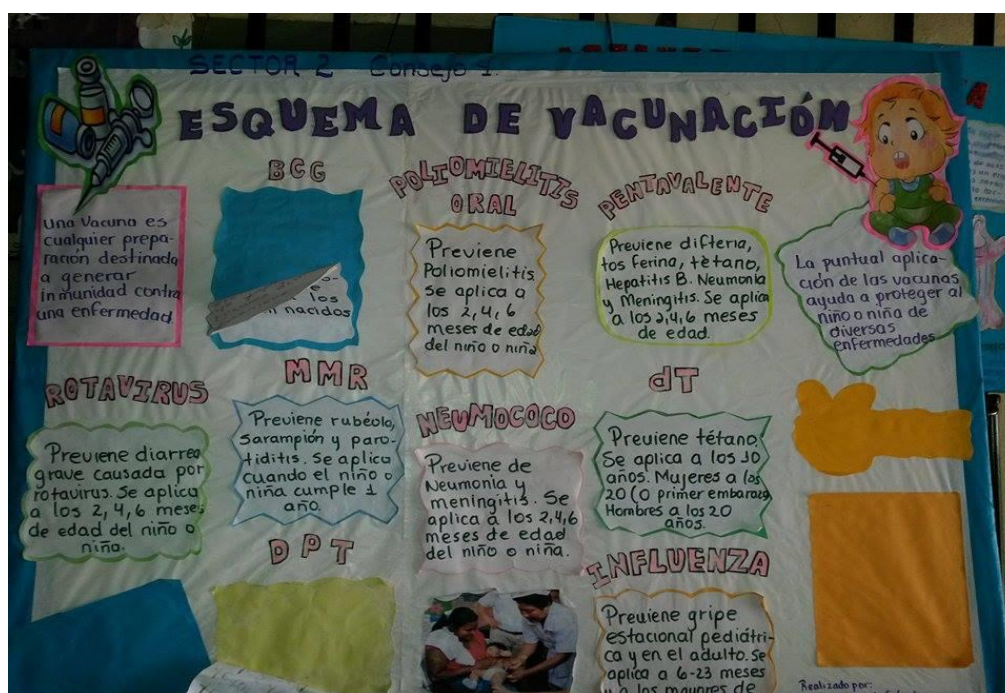 SECTOR 2 Consejo 1.
ESQUEMA DE VACUNACIÓN
Una Vacuna es
cualquier prepa-
ración destinada
a generar
inmunidad contra
una enfermedad.
BCG
los
nacidos
POLIOMIELITIS
ORAL
Previene
Poliomielitis
Se aplica a
los 2,4,6
meses de edad
del niño o niña
PENTAVALENTE
Previene difteria,
tos ferina, tètano,
Hepatitis B. Neumonía
y Meningitis. Se aplica
a los 2,4,6 meses
de edad.
La puntual aplica-
ción de las vacunas
ayuda a proteger al
niño o niña de
diversas
enfermedades
ROTAVIRUS
Previene diarrea
grave causada por
rotavirus. Se aplica
a los 2,4,6 meses
de edad del niño o
niña.
MMR
Previene rubéola,
Sarampión y paro-
tiditis. Se aplica
cuando el niño o
niña cumple 1
año.
NEUMOCOCO
Previene de
Neumonía y
meningitis. Se
aplica a los 2,4,6
meses de edad
del niño o niña.
dT
Previene tétano,
Se aplica a los 10
años. Mujeres a los
20 (o primer embarazo
Hombres a los 20
años.
DPT
INFLUENZA
Previene gripe
estacional pediátri-
ca y en el adulto. Se
aplica a 6-23 meses
y a los mayores de
Realizado por: